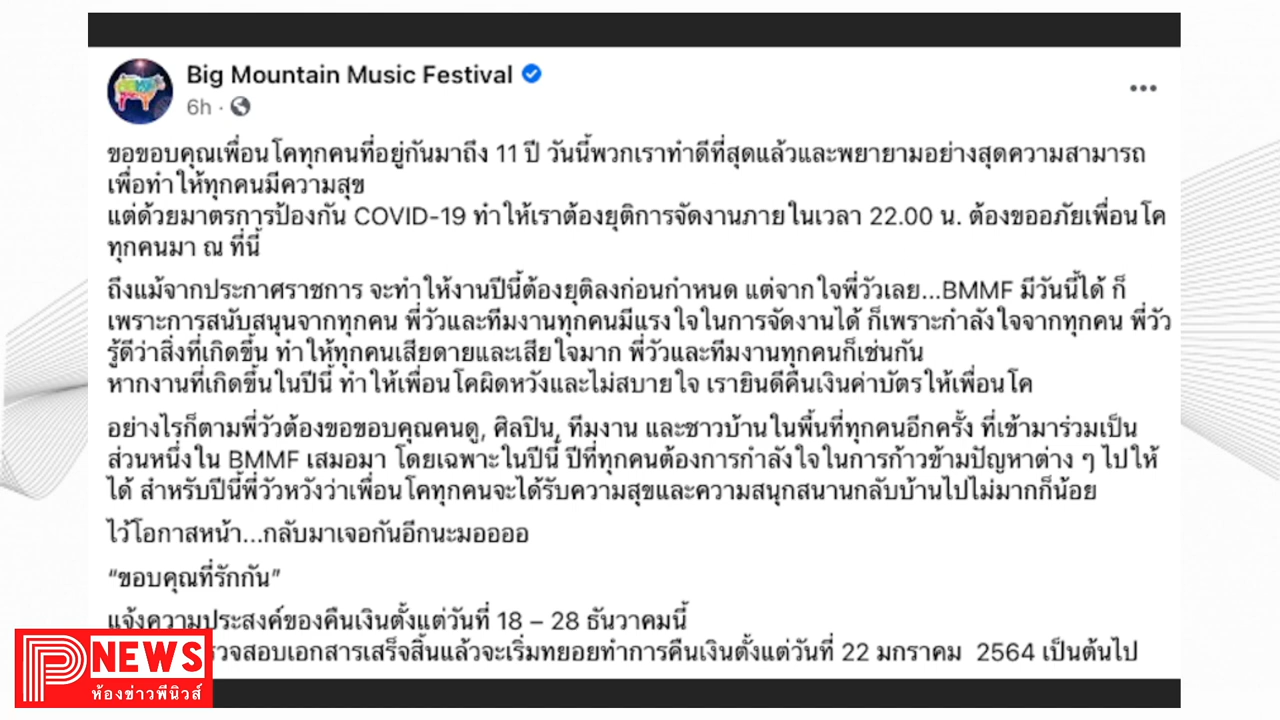 Big Mountain Music Festival
6h ·
ขอขอบคุณเพื่อนโคทุกคนที่อยู่กันมาถึง 11 ปี วันนี้พวกเราทำดีที่สุดแล้วและพยายามอย่างสุดความสามารถ
เพื่อทำให้ทุกคนมีความสุข
แต่ด้วยมาตรการป้องกัน COVID-19 ทำให้เราต้องยุติการจัดงานภายในเวลา 22.00 น. ต้องขออภัยเพื่อนโค
ทุกคนมา ณ ที่นี้
ถึงแม้จากประกาศราชการ จะทำให้งานปีนี้ต้องยุติลงก่อนกำหนด แต่จากใจพี่วัวเลย...BMMF มีวันนี้ได้ ก็
เพราะการสนับสนุนจากทุกคน พี่วัวและทีมงานทุกคนมีแรงใจในการจัดงานได้ ก็เพราะกำลังใจจากทุกคน พี่วัว
รู้ดีว่าสิ่งที่เกิดขึ้น ทำให้ทุกคนเสียดายและเสียใจมาก พี่วัวและทีมงานทุกคนก็เช่นกัน
หากงานที่เกิดขึ้นในปีนี้ ทำให้เพื่อนโคผิดหวังและไม่สบายใจ เรายินดีคืนเงินค่าบัตรให้เพื่อนโค
อย่างไรก็ตามพี่วัวต้องขอขอบคุณคนดู, ศิลปิน, ทีมงาน และชาวบ้านในพื้นที่ทุกคนอีกครั้ง ที่เข้ามาร่วมเป็น
ส่วนหนึ่งใน BMMF เสมอมา โดยเฉพาะในปีนี้ ปีที่ทุกคนต้องการกำลังใจในการก้าวข้ามปัญหาต่าง ๆ ไปให้
ได้ สำหรับปีนี้พี่วัวหวังว่าเพื่อนโคทุกคนจะได้รับความสุขและความสนุกสนานกลับบ้านไปไม่มากก็น้อย
ไว้โอกาสหน้า...กลับมาเจอกันอีกนะมออออ
“ขอบคุณที่รักกัน”
แจ้งความประสงค์ของคืนเงินตั้งแต่วันที่ 18 – 28 ธันวาคมนี้
รวจสอบเอกสารเสร็จสิ้นแล้วจะเริ่มทยอยทำการคืนเงินตั้งแต่วันที่ 22 มกราคม 2564 เป็นต้นไป
PNEWS
ห้องข่าวพีนิวส์